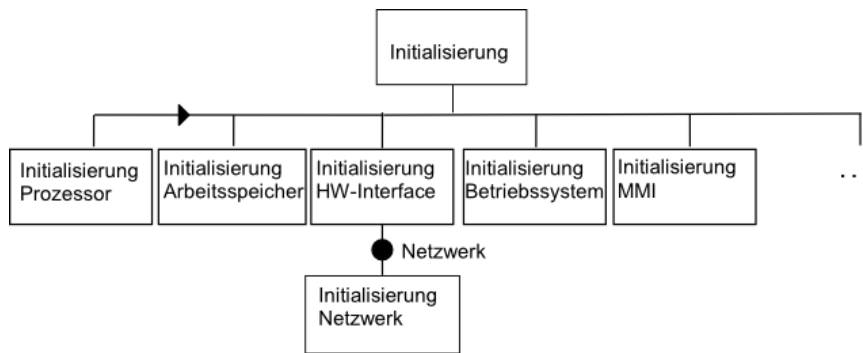 Initialisierung
Initialisierung
Prozessor
Initialisierung
Arbeitsspeicher
Initialisierung
HW-Interface
Initialisierung
Betriebssystem
Initialisierung
MMI
. .
Netzwerk
Initialisierung
Netzwerk